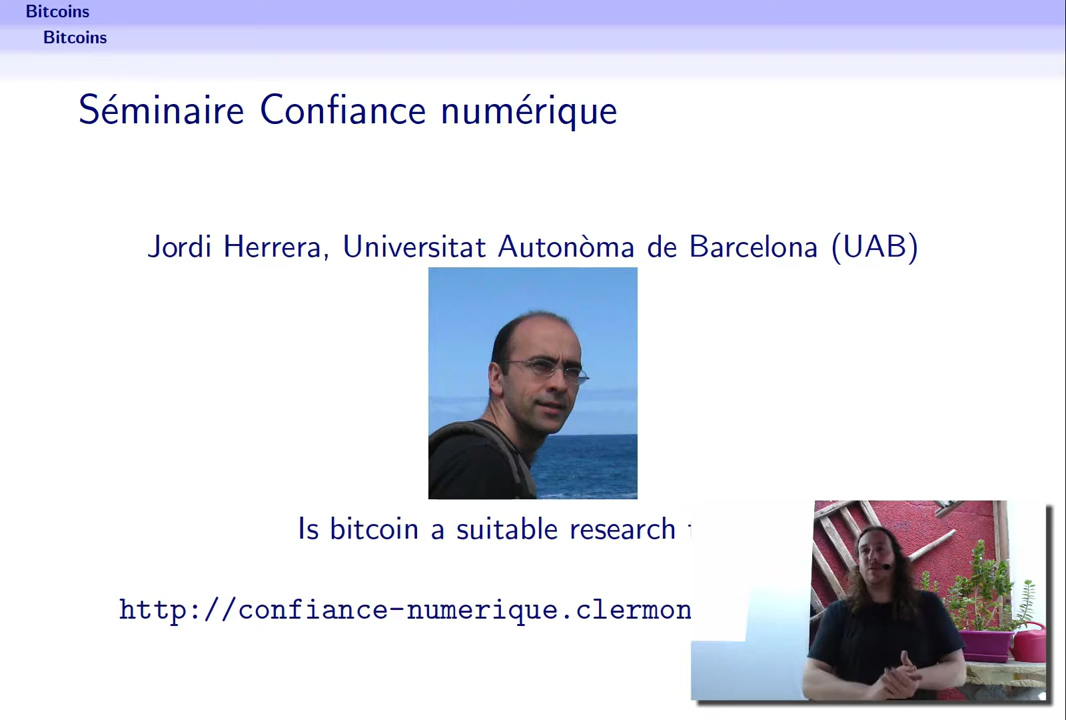 Bitcoins
Bitcoins
Séminaire Confiance numérique
Jordi Herrera, Universitat Autonòma de Barcelona (UAB)
Is bitcoin a suitable research
http://confiance-numerique.clermon